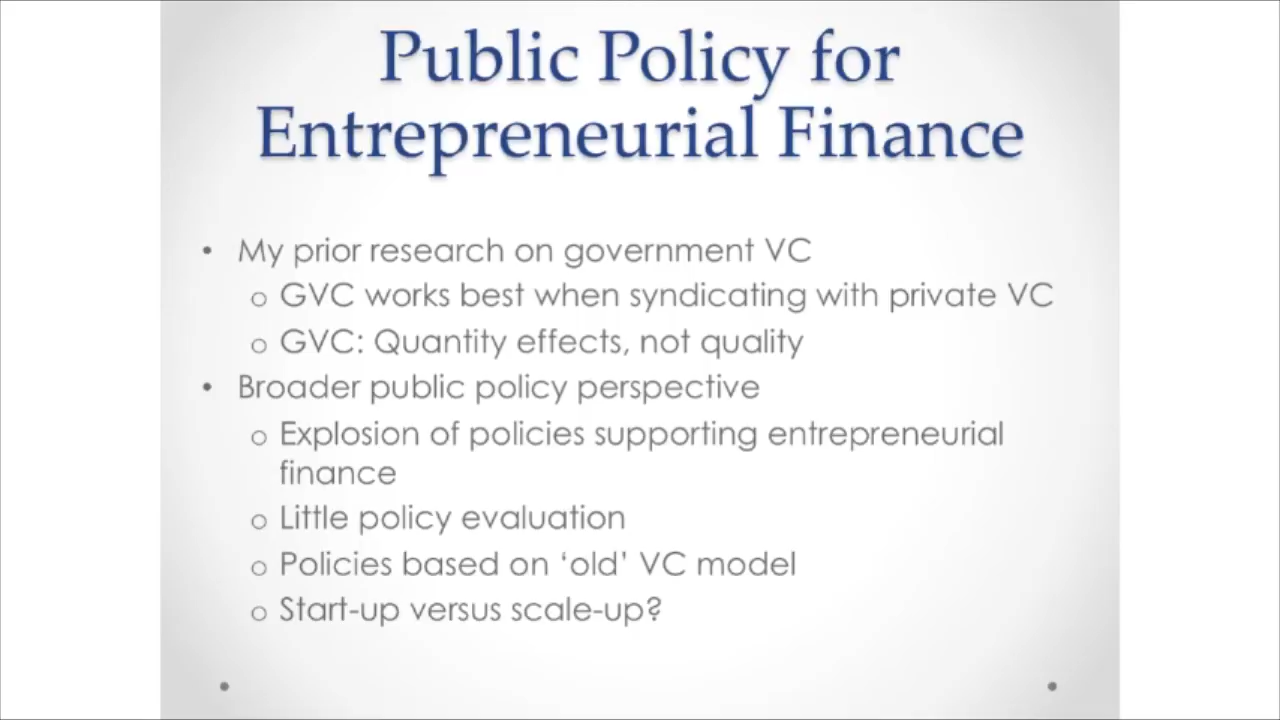 Public Policy for
Entrepreneurial Finance
• My prior research on government VC
o GVC works best when syndicating with private VC
o GVC: Quantity effects, not quality
• Broader public policy perspective
o Explosion of policies supporting entrepreneurial
finance
o Little policy evaluation
o Policies based on ‘old’ VC model
o Start-up versus scale-up?